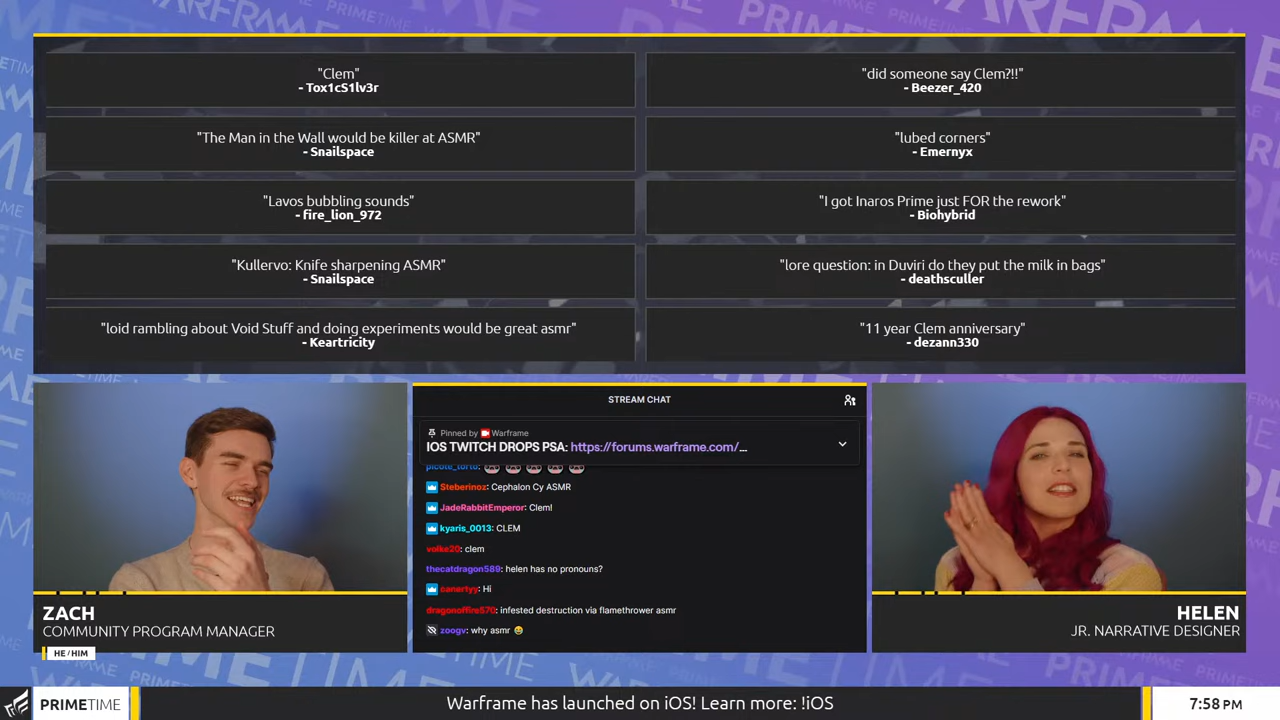 "Clem"
- Tox1cS1lv3r
"did someone say Clem?!!"
- Beezer_420
"The Man in the Wall would be killer at ASMR"
- Snailspace
"lubed corners"
- Emernyx
"Lavos bubbling sounds"
- fire_lion_972
"I got Inaros Prime just FOR the rework"
- Biohybrid
"Kullervo: Knife sharpening ASMR"
- Snailspace
"lore question: in Duviri do they put the milk in bags"
- deathsculler
"loid rambling about Void Stuff and doing experiments would be great asmr"
- Keartricity
"11 year Clem anniversary"
- dezann330
STREAM CHAT
Pinned by Warframe
IOS TWITCH DROPS PSA: https://forums.warframe.com/...
Steberinoz: Cephalon Cy ASMR
JadeRabbitEmperor: Clem!
kyaris_0013: CLEM
volke20: clem
thecatdragon589: helen has no pronouns?
oanertyy: Hi
dragonoffire570: infested destruction via flamethrower asmr
zoogv: why asmr
ZACH
COMMUNITY PROGRAM MANAGER
HE/HIM
HELEN
JR. NARRATIVE DESIGNER
PRIMETIME
Warframe has launched on iOS! Learn more: !iOS
7:58 PM